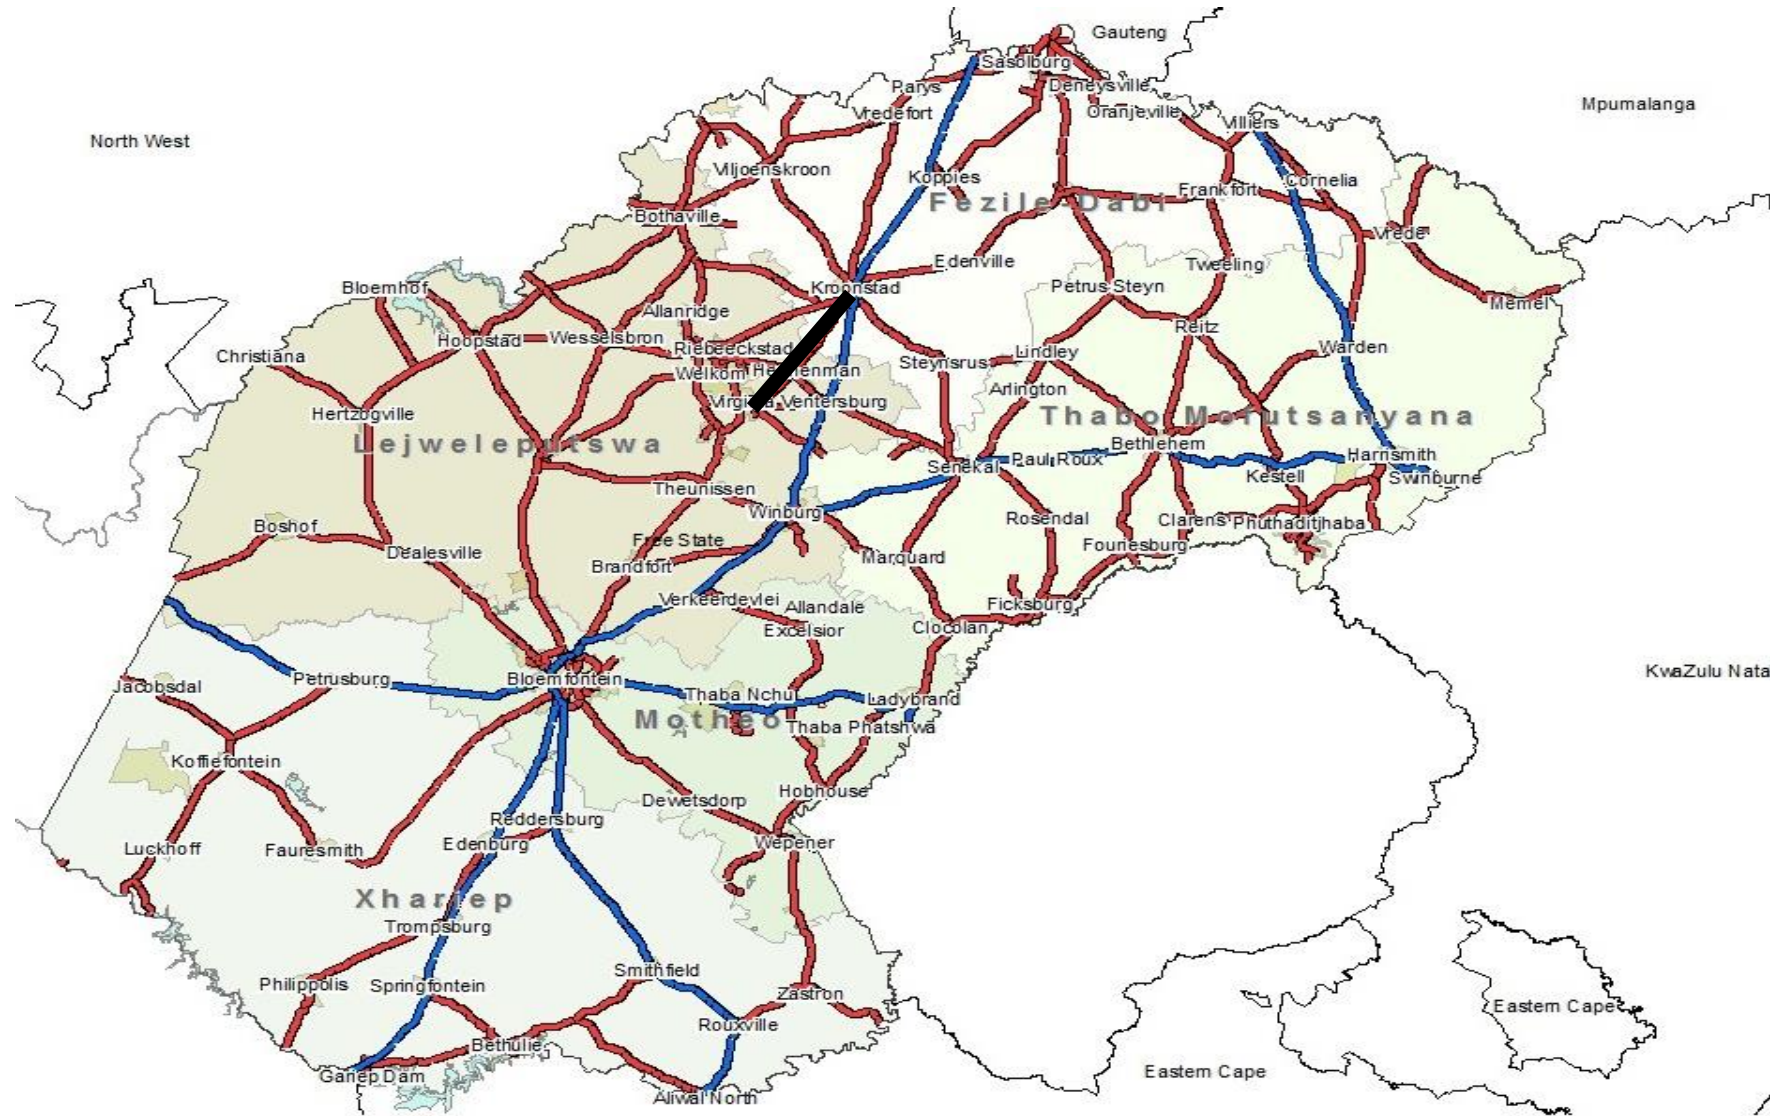 Gauteng
Sasolburg
Parys
Deneysville
Mpumalanga
Vredefort
Oranjeville
Villiers
North West
Viljoenskroon
Koppies
Cornelia
Frankfort
Fezile Dabi
Bothaville
Vrede
Edenville
Tweeling
Bloemhof
Kroonstad
Petrus Steyn
Memel
Allanridge
Reitz
Hoopstad
Wesselsbron
Riebeeckstad
Warden
Christiana
Steynsrus
Lindley
Welkom
Arlington
Virginia
Ventersburg
Hertzogville
Thabo Mofutsanyana
Lejweleputswa
Bethlehem
Harrismith
Senekal
Paul Roux
Kestell
Swinburne
Theunissen
Winburg
Boshof
Rosendal
Clarens
Phuthaditjhaba
Free State
Dealesville
Fouriesburg
Marquard
Brandfort
Verkeerdevlei
Allandale
Ficksburg
Excelsior
Clocolan
KwaZulu Nata
Petrusburg
Bloemfontein
Jacobsdal
Thaba Nchu
Ladybrand
Motheo
Thaba Phatshwa
Koffiefontein
Hobhouse
Dewetsdorp
Reddersburg
Edenburg
Wepener
Luckhoff
Fauresmith
Xhariep
Trompsburg
Smithfield
Philippolis
Springfontein
Zastron
Eastern Cape
Rouxville
Bethulie
Eastern Cape
Gariep Dam
Aliwal North